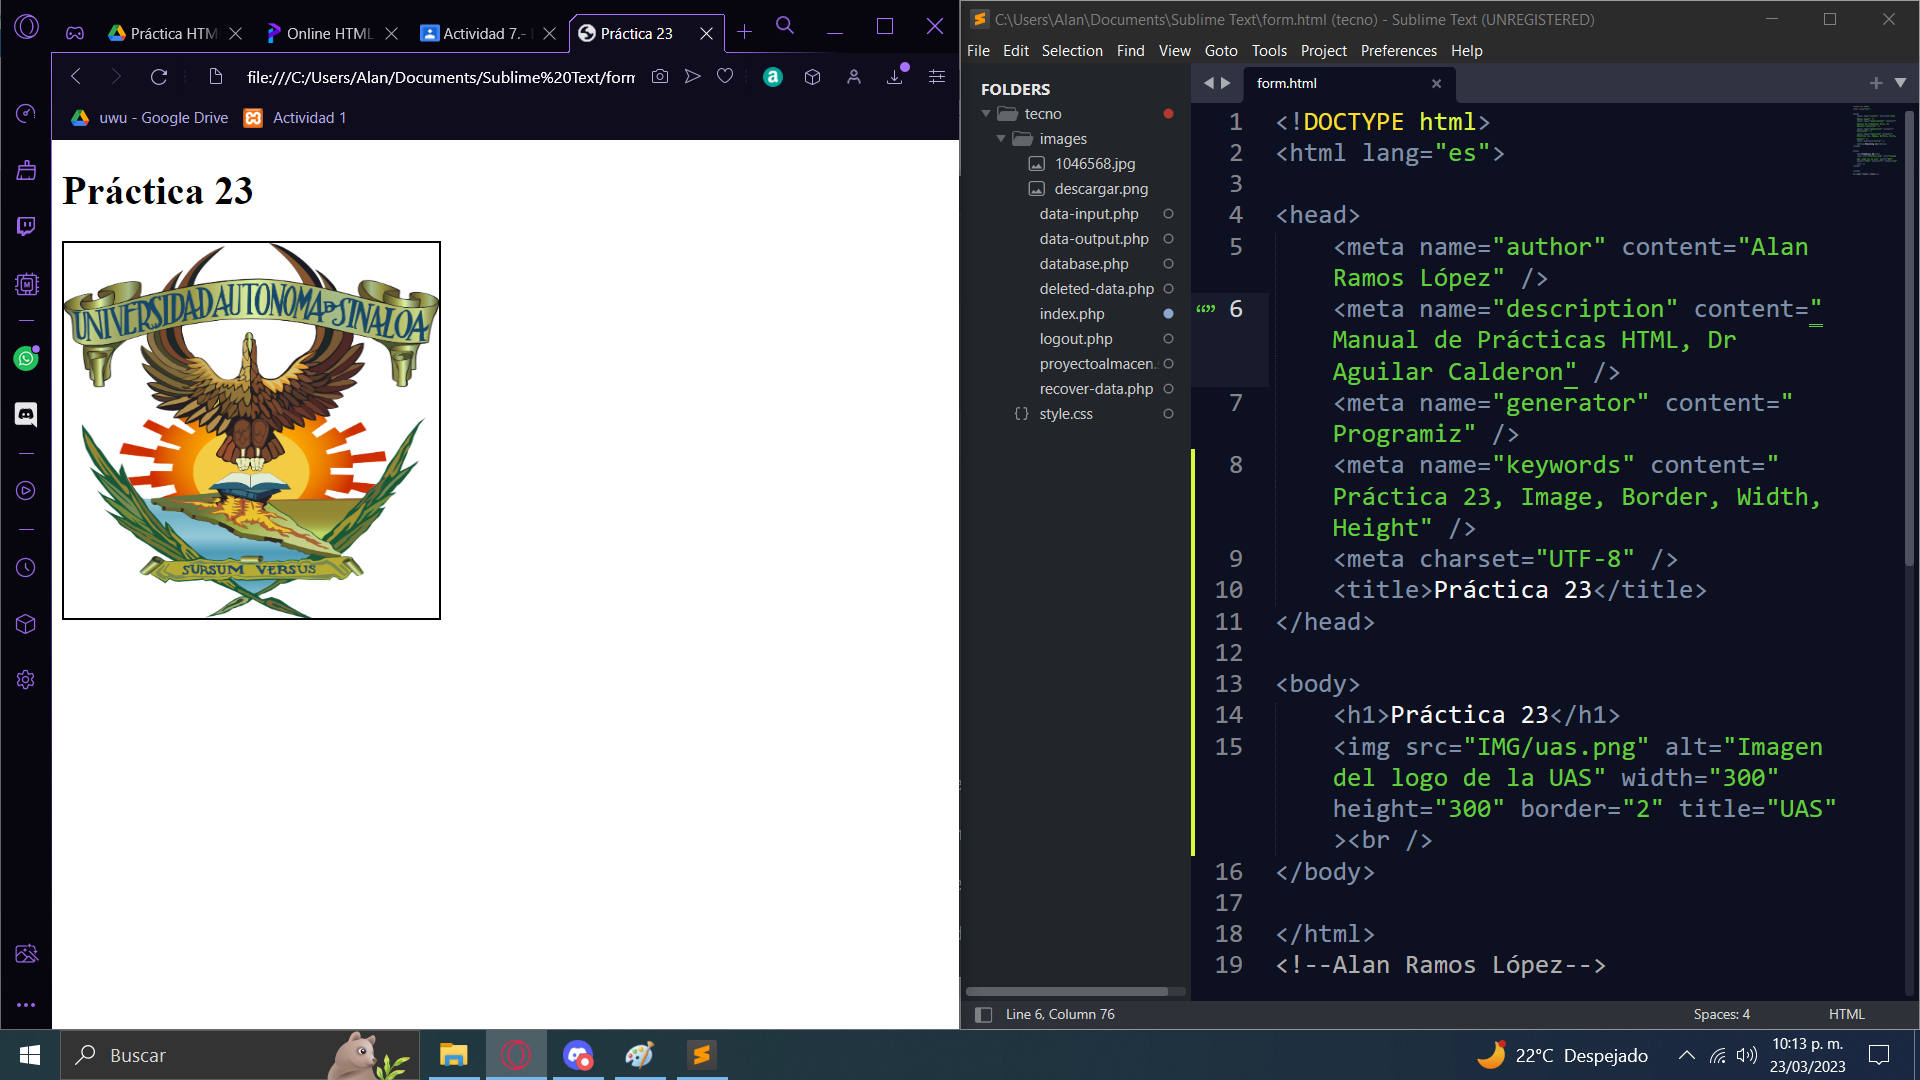 Práctica HTM
Online HTML
Actividad 7.-
Práctica 23
file:///C:/Users/Alan/Documents/Sublime%20Text/form
uwu - Google Drive
Actividad 1
Práctica 23
UNIVERSIDAD AUTONOMA DE SINALOA
SURSUM VERSUS
C:\Users\Alan\Documents\Sublime Text\form.html (tecno) - Sublime Text (UNREGISTERED)
File Edit Selection Find View Goto Tools Project Preferences Help
FOLDERS
tecno
images
1046568.jpg
descargar.png
data-input.php
data-output.php
database.php
deleted-data.php
index.php
logout.php
proyectoalmacen.
recover-data.php
style.css
form.html
1 <!DOCTYPE html>
2 <html lang="es">
3
4 <head>
5 <meta name="author" content="Alan
Ramos López" />
6 <meta name="description" content="
Manual de Prácticas HTML, Dr
Aguilar Calderon" />
7 <meta name="generator" content="
Programiz" />
8 <meta name="keywords" content="
Práctica 23, Image, Border, Width,
Height" />
9 <meta charset="UTF-8" />
10 <title>Práctica 23</title>
11 </head>
12
13 <body>
14 <h1>Práctica 23</h1>
15 <img src="IMG/uas.png" alt="Imagen
del logo de la UAS" width="300"
height="300" border="2" title="UAS"
><br />
16 </body>
17
18 </html>
19 <!--Alan Ramos López-->
Line 6, Column 76
Spaces: 4
HTML
Buscar
22°C Despejado
10:13 p. m.
23/03/2023